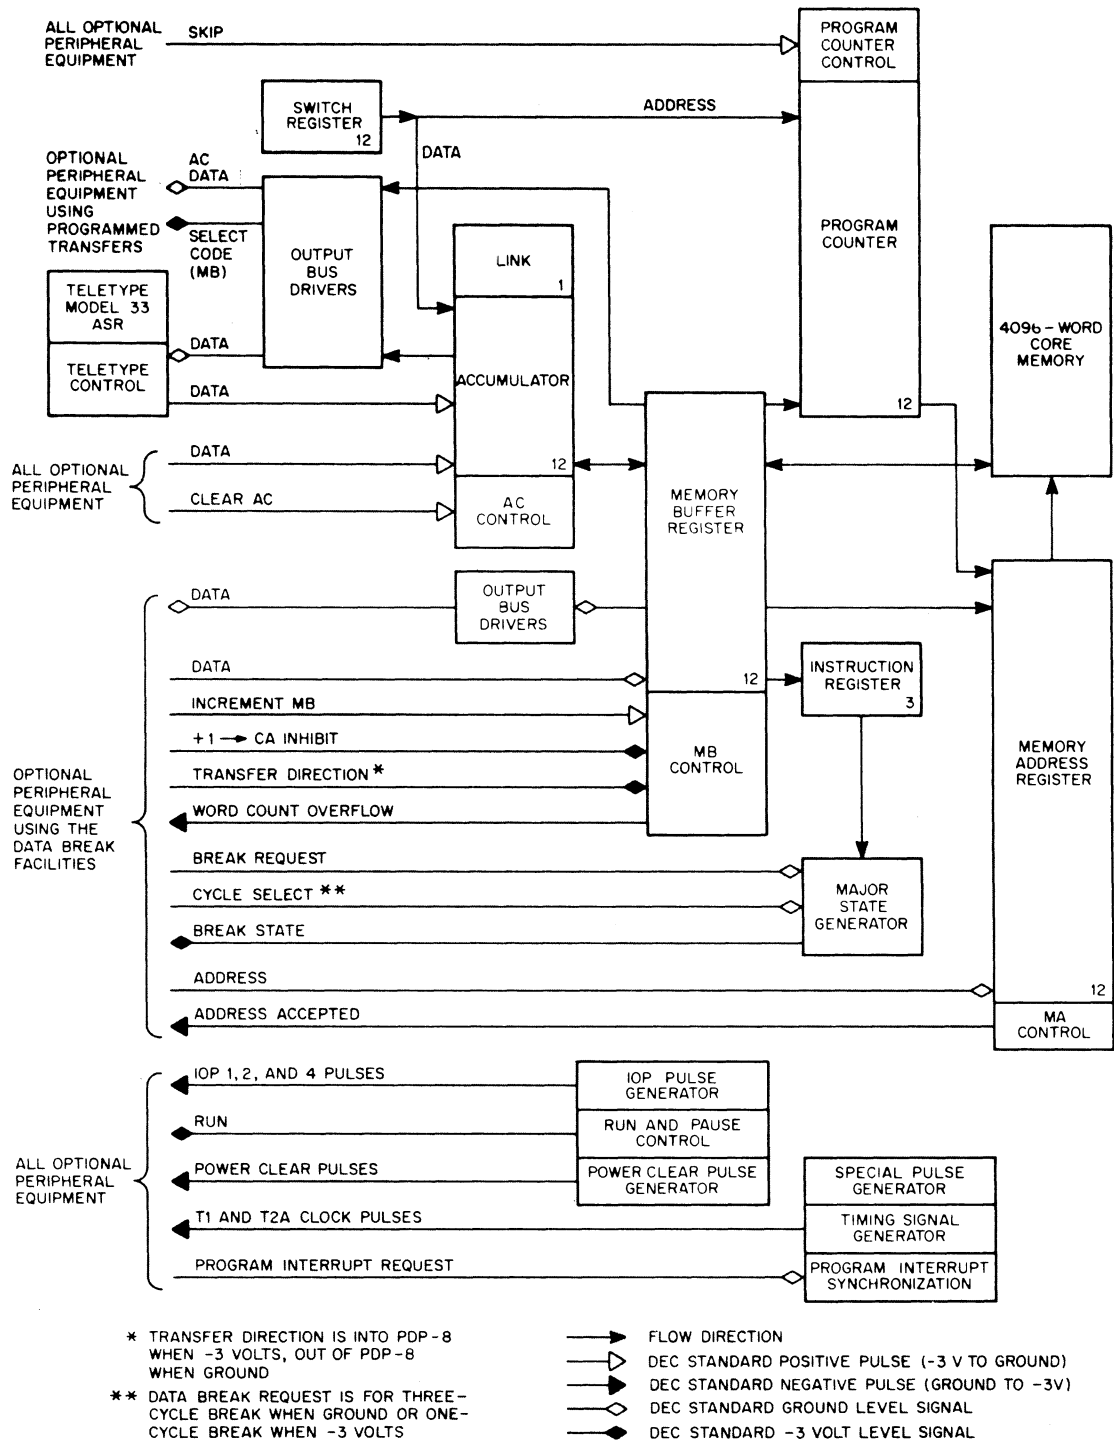 ALL OPTIONAL
PERIPHERAL
EQUIPMENT
SKIP
PROGRAM
COUNTER
CONTROL
SWITCH
REGISTER
12
ADDRESS
DATA
OPTIONAL
PERIPHERAL
EQUIPMENT
USING
PROGRAMMED
TRANSFERS
AC
DATA
SELECT
CODE
(MB)
OUTPUT
BUS
DRIVERS
LINK
1
PROGRAM
COUNTER
12
4096-WORD
CORE
MEMORY
TELETYPE
MODEL 33
ASR
TELETYPE
CONTROL
DATA
DATA
ACCUMULATOR
12
ALL OPTIONAL
PERIPHERAL
EQUIPMENT
DATA
CLEAR AC
AC
CONTROL
MEMORY
BUFFER
REGISTER
12
OPTIONAL
PERIPHERAL
EQUIPMENT
USING THE
DATA BREAK
FACILITIES
DATA
OUTPUT
BUS
DRIVERS
DATA
INSTRUCTION
REGISTER
3
INCREMENT MB
+1 → CA INHIBIT
TRANSFER DIRECTION *
WORD COUNT OVERFLOW
MB
CONTROL
MEMORY
ADDRESS
REGISTER
12
BREAK REQUEST
CYCLE SELECT **
BREAK STATE
MAJOR
STATE
GENERATOR
ADDRESS
ADDRESS ACCEPTED
MA
CONTROL
ALL OPTIONAL
PERIPHERAL
EQUIPMENT
IOP 1, 2, AND 4 PULSES
IOP PULSE
GENERATOR
RUN
RUN AND PAUSE
CONTROL
POWER CLEAR PULSES
POWER CLEAR PULSE
GENERATOR
SPECIAL PULSE
GENERATOR
T1 AND T2A CLOCK PULSES
TIMING SIGNAL
GENERATOR
PROGRAM INTERRUPT REQUEST
PROGRAM INTERRUPT
SYNCHRONIZATION
* TRANSFER DIRECTION IS INTO PDP-8
WHEN -3 VOLTS, OUT OF PDP-8
WHEN GROUND
** DATA BREAK REQUEST IS FOR THREE-
CYCLE BREAK WHEN GROUND OR ONE-
CYCLE BREAK WHEN -3 VOLTS
FLOW DIRECTION
DEC STANDARD POSITIVE PULSE (-3 V TO GROUND)
DEC STANDARD NEGATIVE PULSE (GROUND TO -3V)
DEC STANDARD GROUND LEVEL SIGNAL
DEC STANDARD -3 VOLT LEVEL SIGNAL